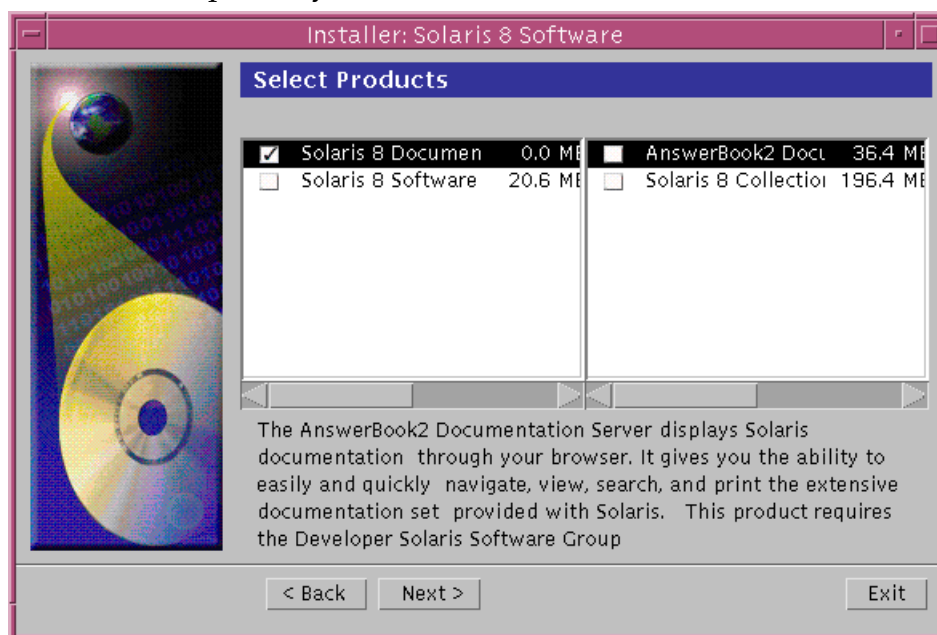 Installer: Solaris 8 Software
Select Products
Solaris 8 Documen 0.0 MB
AnswerBook2 Docu 36.4 MB
Solaris 8 Software 20.6 MB
Solaris 8 Collection 196.4 MB
The AnswerBook2 Documentation Server displays Solaris
documentation through your browser. It gives you the ability to
easily and quickly navigate, view, search, and print the extensive
documentation set provided with Solaris. This product requires
the Developer Solaris Software Group
< Back
Next >
Exit